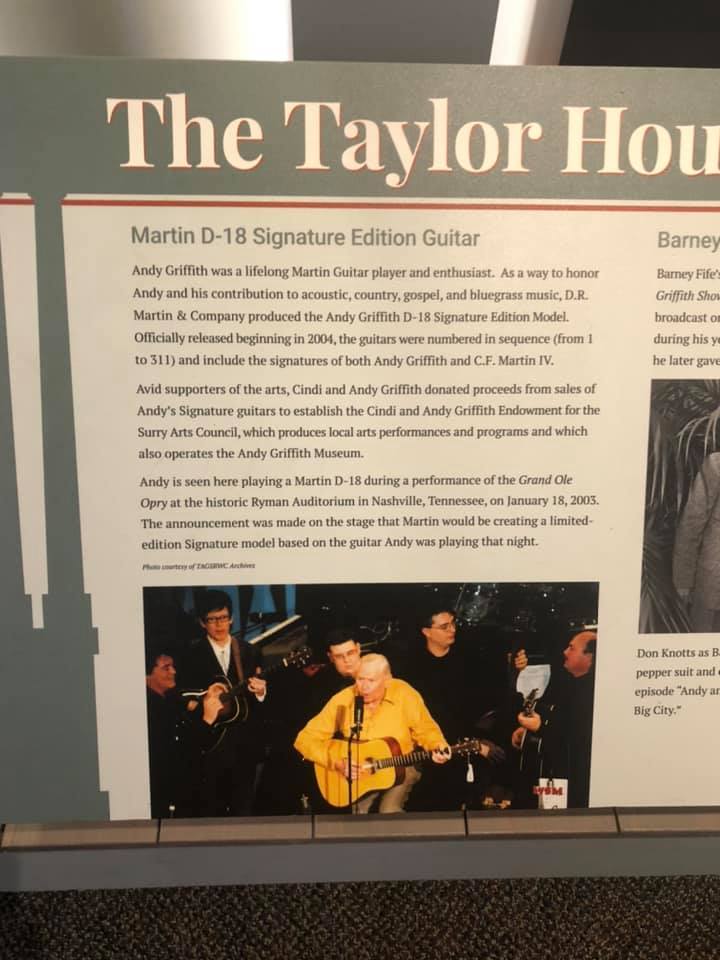 The Taylor Hou
Martin D-18 Signature Edition Guitar
Andy Griffith was a lifelong Martin Guitar player and enthusiast. As a way to honor
Andy and his contribution to acoustic, country, gospel, and bluegrass music, D.R.
Martin & Company produced the Andy Griffith D-18 Signature Edition Model.
Officially released beginning in 2004, the guitars were numbered in sequence (from 1
to 311) and include the signatures of both Andy Griffith and C.F. Martin IV.
Avid supporters of the arts, Cindi and Andy Griffith donated proceeds from sales of
Andy's Signature guitars to establish the Cindi and Andy Griffith Endowment for the
Surry Arts Council, which produces local arts performances and programs and which
also operates the Andy Griffith Museum.
Andy is seen here playing a Martin D-18 during a performance of the Grand Ole
Opry at the historic Ryman Auditorium in Nashville, Tennessee, on January 18, 2003.
The announcement was made on the stage that Martin would be creating a limited-
edition Signature model based on the guitar Andy was playing that night.
Photo courtesy of TAGSRWC Archives
WSM
Barney
Barney Fife's
Griffith Show
broadcast on
during his ye
he later gave
Don Knotts as B
pepper suit and
episode "Andy an
Big City."